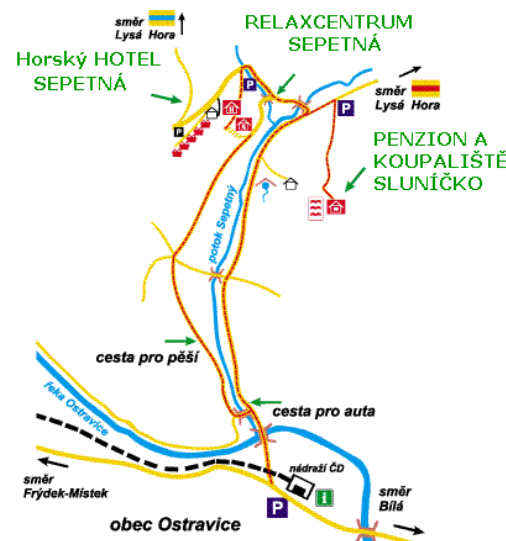 směr
Lysá Hora
RELAXCENTRUM
SEPETNÁ
Horský HOTEL
SEPETNÁ
P
směr
Lysá Hora
P
P
PENZION A
KOUPALIŠTĚ
SLUNÍČKO
potok Sepetný
cesta pro pěší
cesta pro auta
řeka Ostravice
nádraží ČD
směr
Frýdek-Místek
P
i
směr
Bílá
obec Ostravice